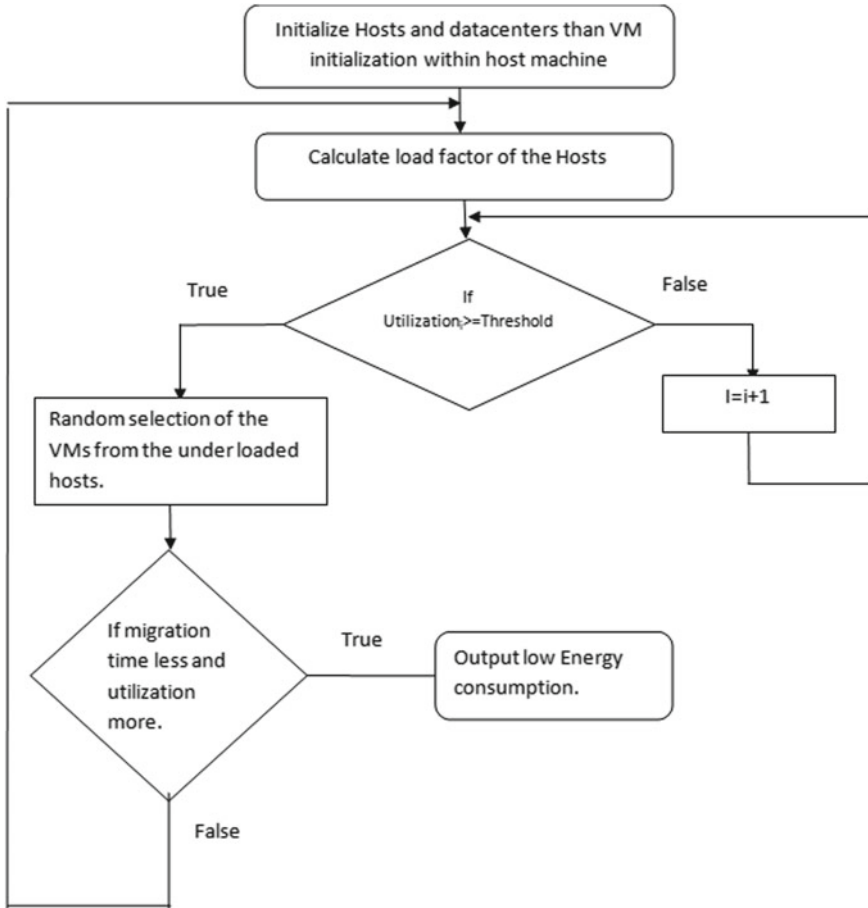 Initialize Hosts and datacenters than VM
initialization within host machine
Calculate load factor of the Hosts
True
If
False
Utilizationᵢ>=Threshold
I=i+1
Random selection of the
VMs from the under loaded
hosts.
If migration
time less and
utilization
more.
True
Output low Energy
consumption.
False